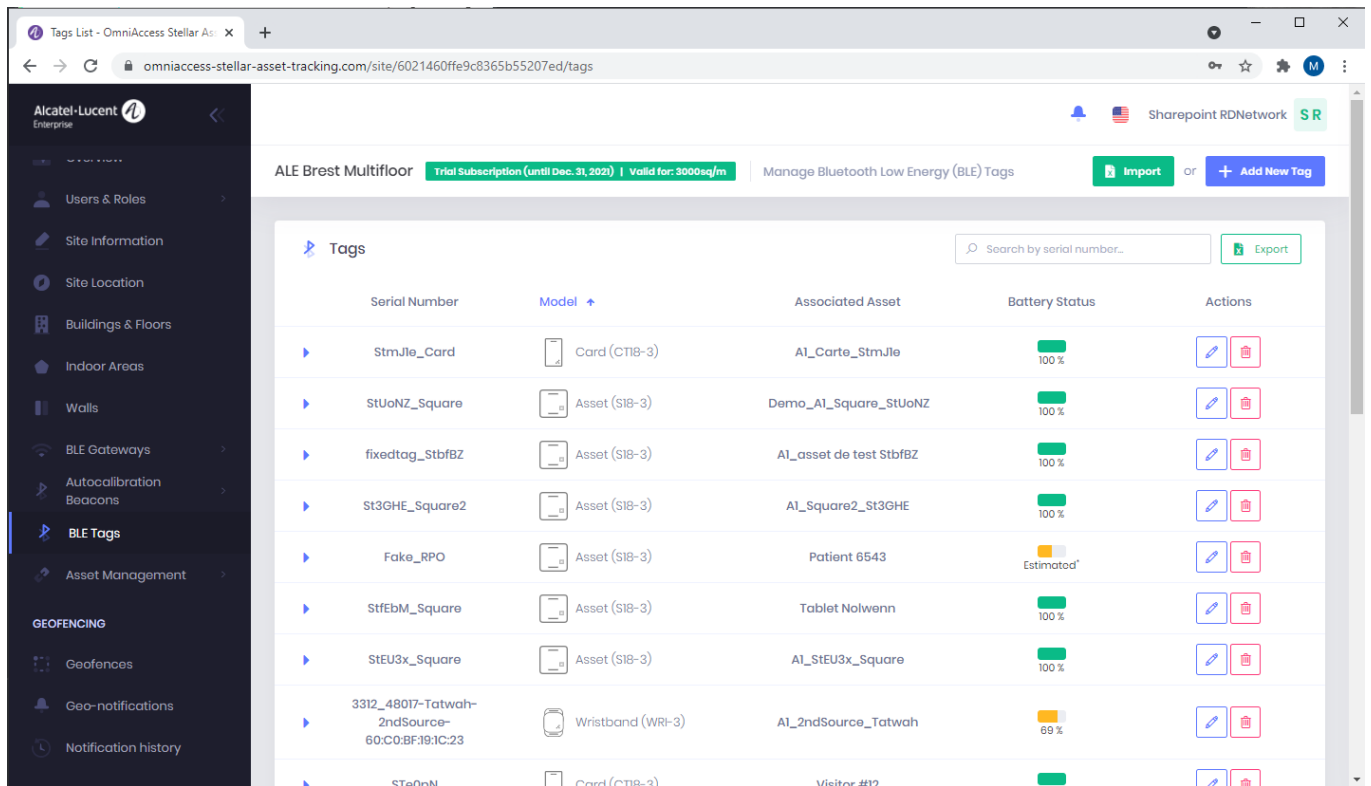 Tags List - OmniAccess Stellar As
omniaccess-stellar-asset-tracking.com/site/6021460ffe9c8365b55207ed/tags
M
Alcatel•Lucent
Enterprise
Sharepoint RDNetwork S R
ALE Brest Multifloor Trial Subscription (until Dec. 31, 2021) | Valid for: 3000sq/m Manage Bluetooth Low Energy (BLE) Tags Import or + Add New Tag
Overview
Users & Roles
Site Information
Site Location
Buildings & Floors
Indoor Areas
Walls
BLE Gateways
Autocalibration
Beacons
BLE Tags
Asset Management
GEOFENCING
Geofences
Geo-notifications
Notification history
Tags Search by serial number... Export
Serial Number Model Associated Asset Battery Status Actions
StmJ1e_Card Card (CT18-3) A1_Carte_StmJ1e 100 %
StUoNZ_Square Asset (S18-3) Demo_A1_Square_StUoNZ 100 %
fixedtag_StbfBZ Asset (S18-3) A1_asset de test StbfBZ 100 %
St3GHE_Square2 Asset (S18-3) A1_Square2_St3GHE 100 %
Fake_RPO Asset (S18-3) Patient 6543 Estimated*
StfEbM_Square Asset (S18-3) Tablet Nolwenn 100 %
StEU3x_Square Asset (S18-3) A1_StEU3x_Square 100 %
3312_48017-Tatwah-
2ndSource-
60:C0:BF:19:1C:23 Wristband (WRI-3) A1_2ndSource_Tatwah 69 %
STe0pN Card (CT18-3) Visitor #12